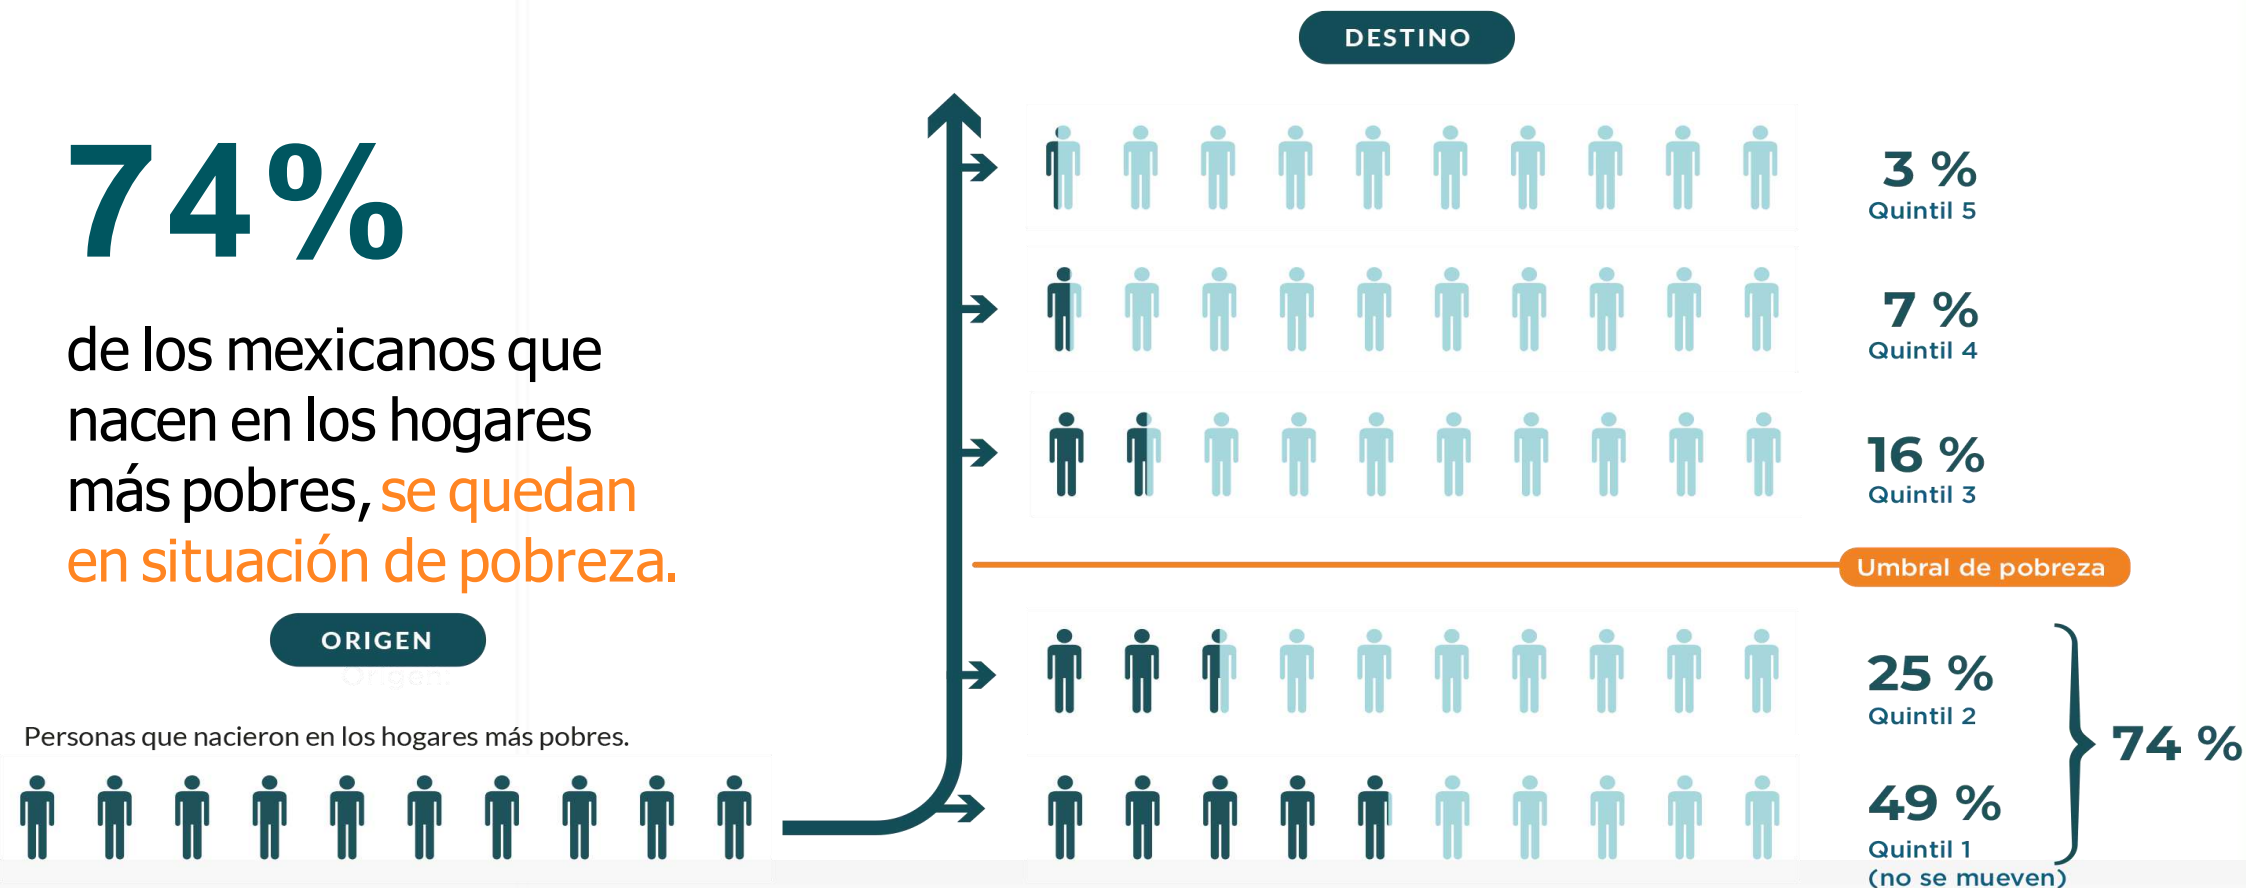 74%
de los mexicanos que
nacen en los hogares
más pobres, se quedan
en situación de pobreza.
ORIGEN
Origen:
Personas que nacieron en los hogares más pobres.
DESTINO
3 %
Quintil 5
7 %
Quintil 4
16 %
Quintil 3
Umbral de pobreza
25 %
Quintil 2
49 %
Quintil 1
(no se mueven)
74 %